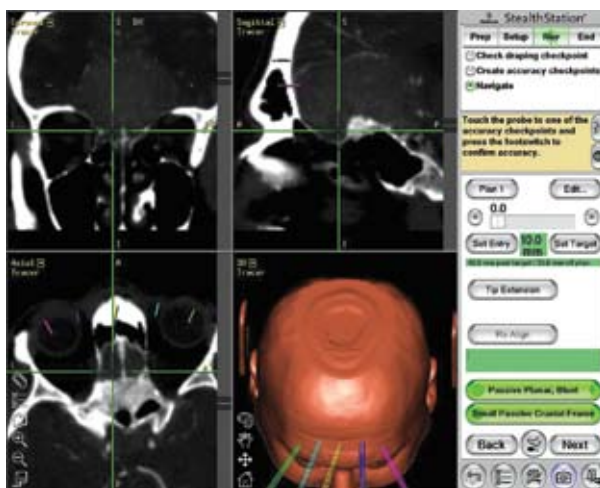 Coronal
Tracer
S
Sagittal
Tracer
S
I
I
Axial
Tracer
A
3D
Tracer
StealthStation
Prep Setup Nav End
Check draping checkpoint
Create accuracy checkpoints
Navigate
Touch the probe to one of the
accuracy checkpoints and
press the footswitch to
confirm accuracy.
Plan 1 Edit...
0.0
Set Entry 10.0 mm Set Target
Tip Extension
Re Align
Passive Planar, Blunt
Small Passive Cranial Frame
Back Next